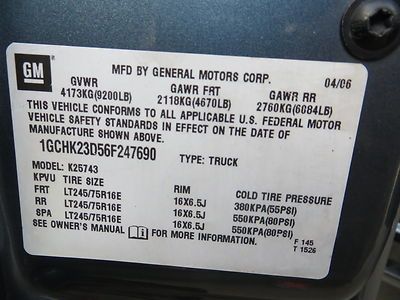 GM
MFD BY GENERAL MOTORS CORP. 04/06
GVWR GAWR FRT GAWR RR
4173KG(9200LB) 2118KG(4670LB) 2760KG(6084LB)
THIS VEHICLE CONFORMS TO ALL APPLICABLE U.S. FEDERAL MOTOR
VEHICLE SAFETY STANDARDS IN EFFECT ON THE DATE OF
MANUFACTURE SHOWN ABOVE.
1GCHK23D56F247690 TYPE: TRUCK
MODEL: K25743
KPVU TIRE SIZE RIM COLD TIRE PRESSURE
FRT LT245/75R16E 16X6.5J 380KPA(55PSI)
RR LT245/75R16E 16X6.5J 550KPA(80PSI)
SPA LT245/75R16E 16X6.5J 550KPA(80PSI)
SEE OWNER'S MANUAL FOR MORE INFORMATION. F 145
T 1526